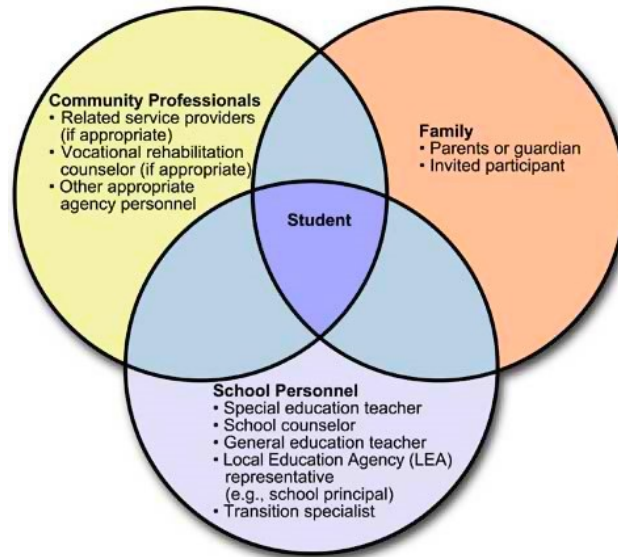 Community Professionals
• Related service providers
(if appropriate)
• Vocational rehabilitation
counselor (if appropriate)
• Other appropriate
agency personnel
Family
• Parents or guardian
• Invited participant
Student
School Personnel
• Special education teacher
• School counselor
• General education teacher
• Local Education Agency (LEA)
representative
(e.g., school principal)
• Transition specialist